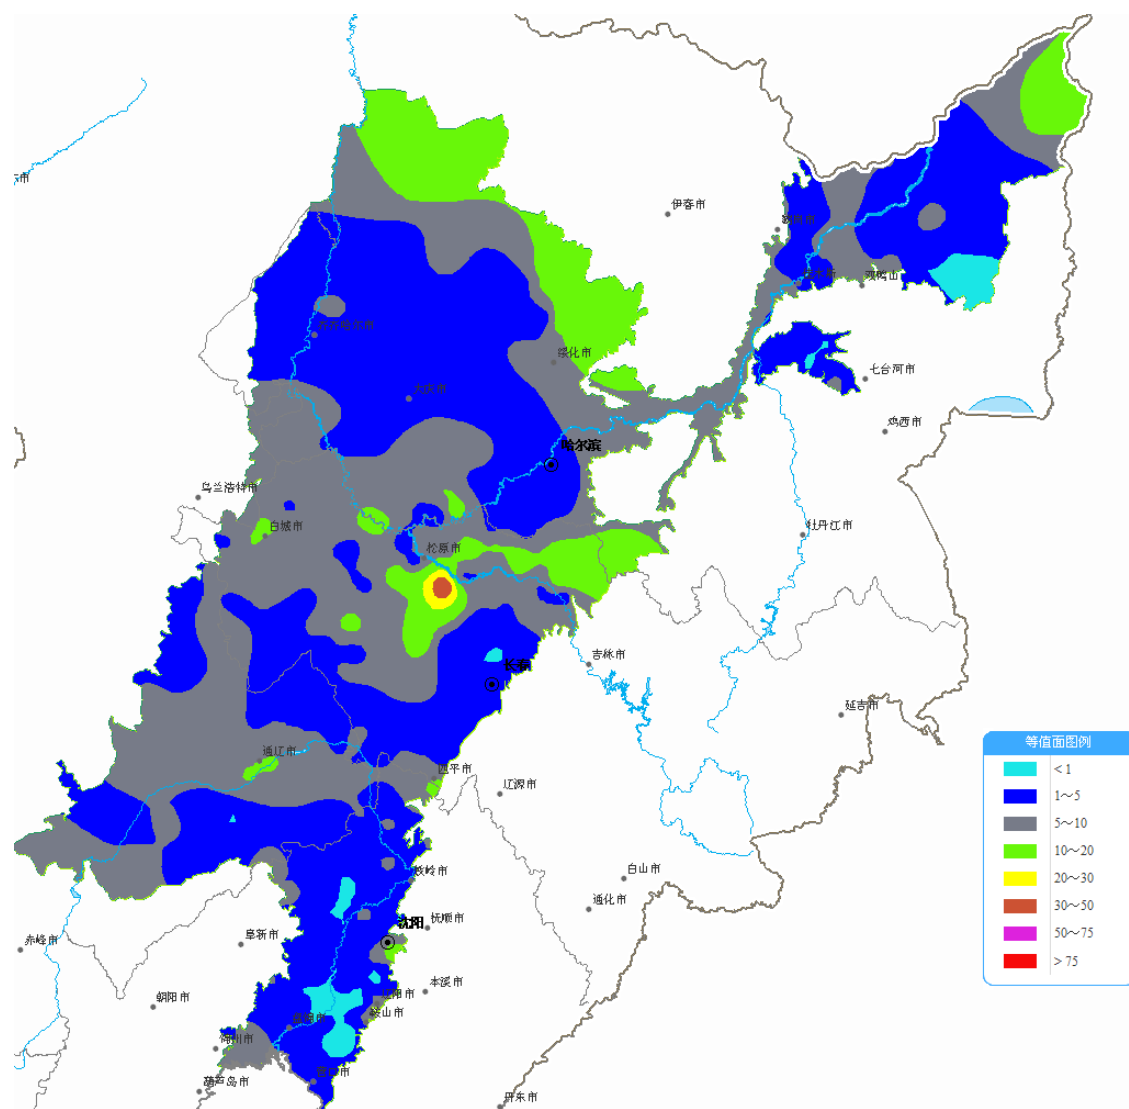 伊春市
鹤岗市
佳木斯
双鸭山
齐齐哈尔市
绥化市
七台河市
大庆市
鸡西市
哈尔滨
乌兰浩特市
白城市
牡丹江市
松原市
吉林市
长春
延吉市
通辽市
四平市
辽源市
铁岭市
白山市
通化市
抚顺市
沈阳
阜新市
赤峰市
本溪市
朝阳市
辽阳市
鞍山市
盘锦市
锦州市
葫芦岛市
营口市
丹东市
等值面图例
< 1
1～5
5～10
10～20
20～30
30～50
50～75
> 75